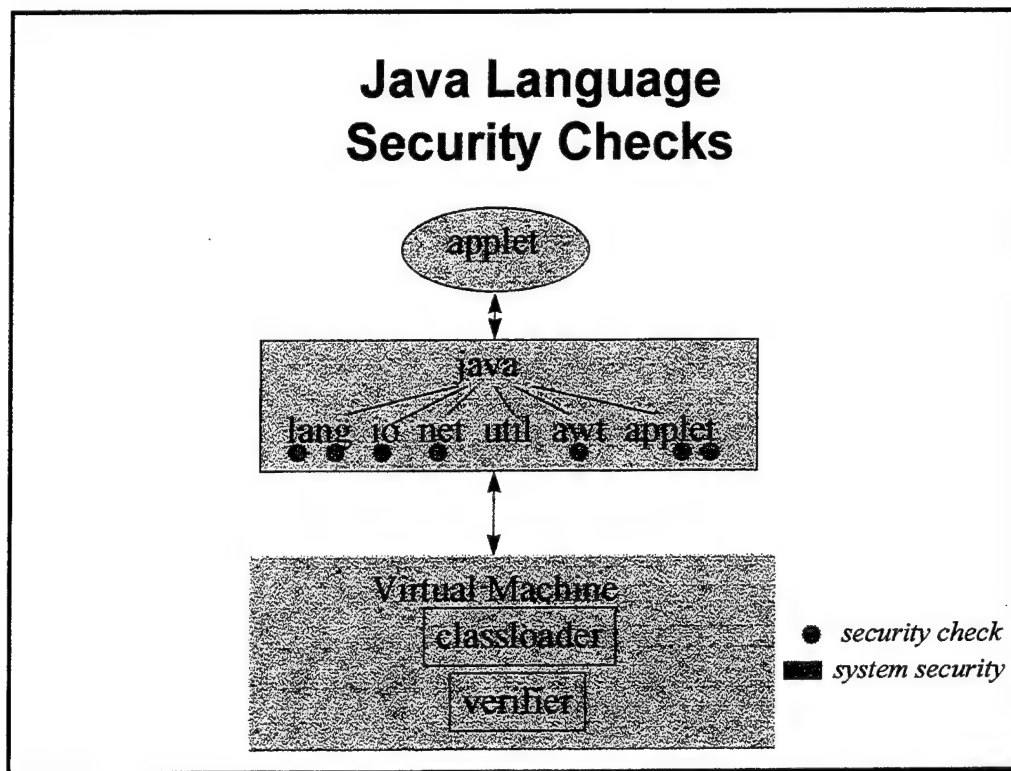 Java Language
Security Checks
applet
java
lang io net util awt applet
Virtual Machine
classloader
verifier
security check
system security